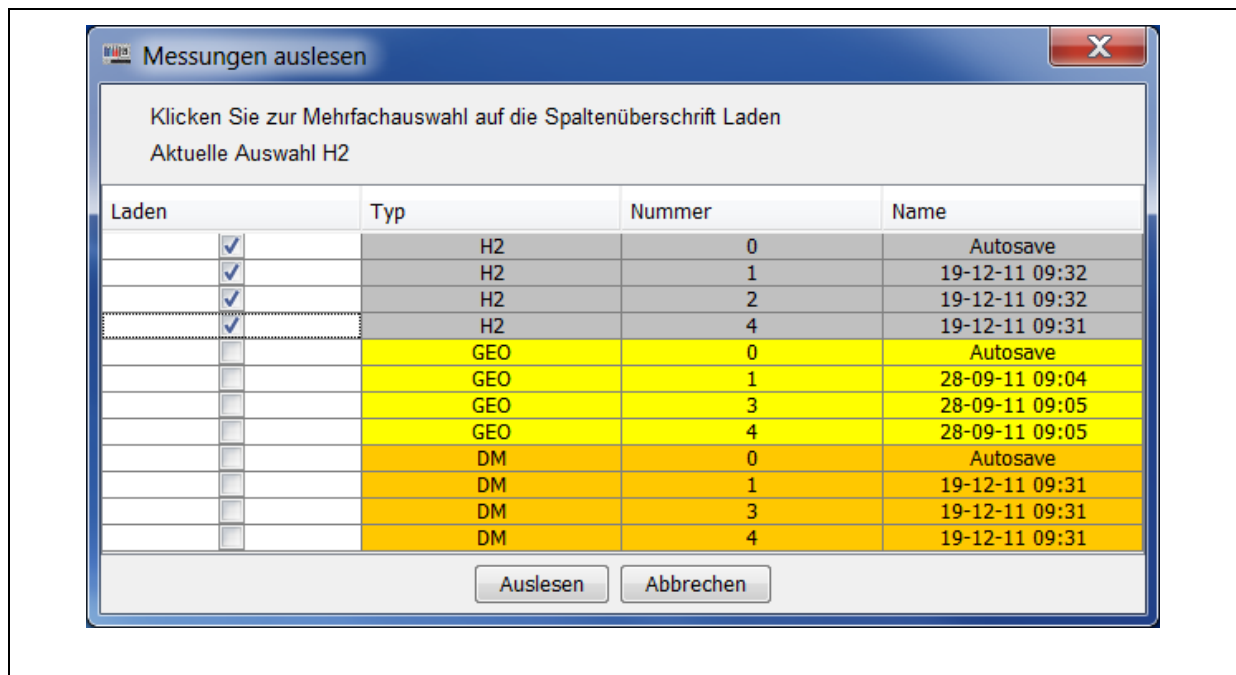 Messungen auslesen
Klicken Sie zur Mehrfachauswahl auf die Spaltenüberschrift Laden
Aktuelle Auswahl H2
Laden Typ Nummer Name
H2 0 Autosave
H2 1 19-12-11 09:32
H2 2 19-12-11 09:32
H2 4 19-12-11 09:31
GEO 0 Autosave
GEO 1 28-09-11 09:04
GEO 3 28-09-11 09:05
GEO 4 28-09-11 09:05
DM 0 Autosave
DM 1 19-12-11 09:31
DM 3 19-12-11 09:31
DM 4 19-12-11 09:31
Auslesen Abbrechen